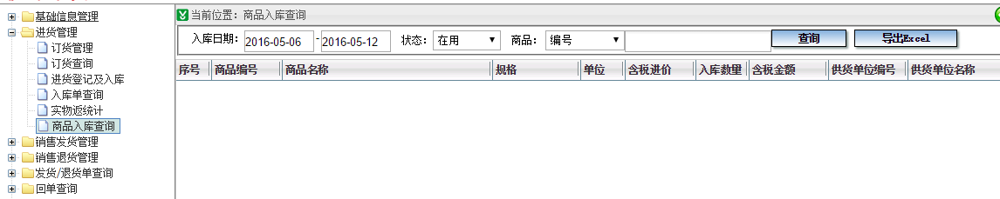 基础信息管理
进货管理
订货管理
订货查询
进货登记及入库
入库单查询
实物返统计
商品入库查询
销售发货管理
销售退货管理
发货/退货单查询
回单查询
当前位置：商品入库查询
入库日期： 2016-05-06 - 2016-05-12 状态： 在用 商品： 编号 查询 导出Excel
序号 商品编号 商品名称 规格 单位 含税进价 入库数量 含税金额 供货单位编号 供货单位名称